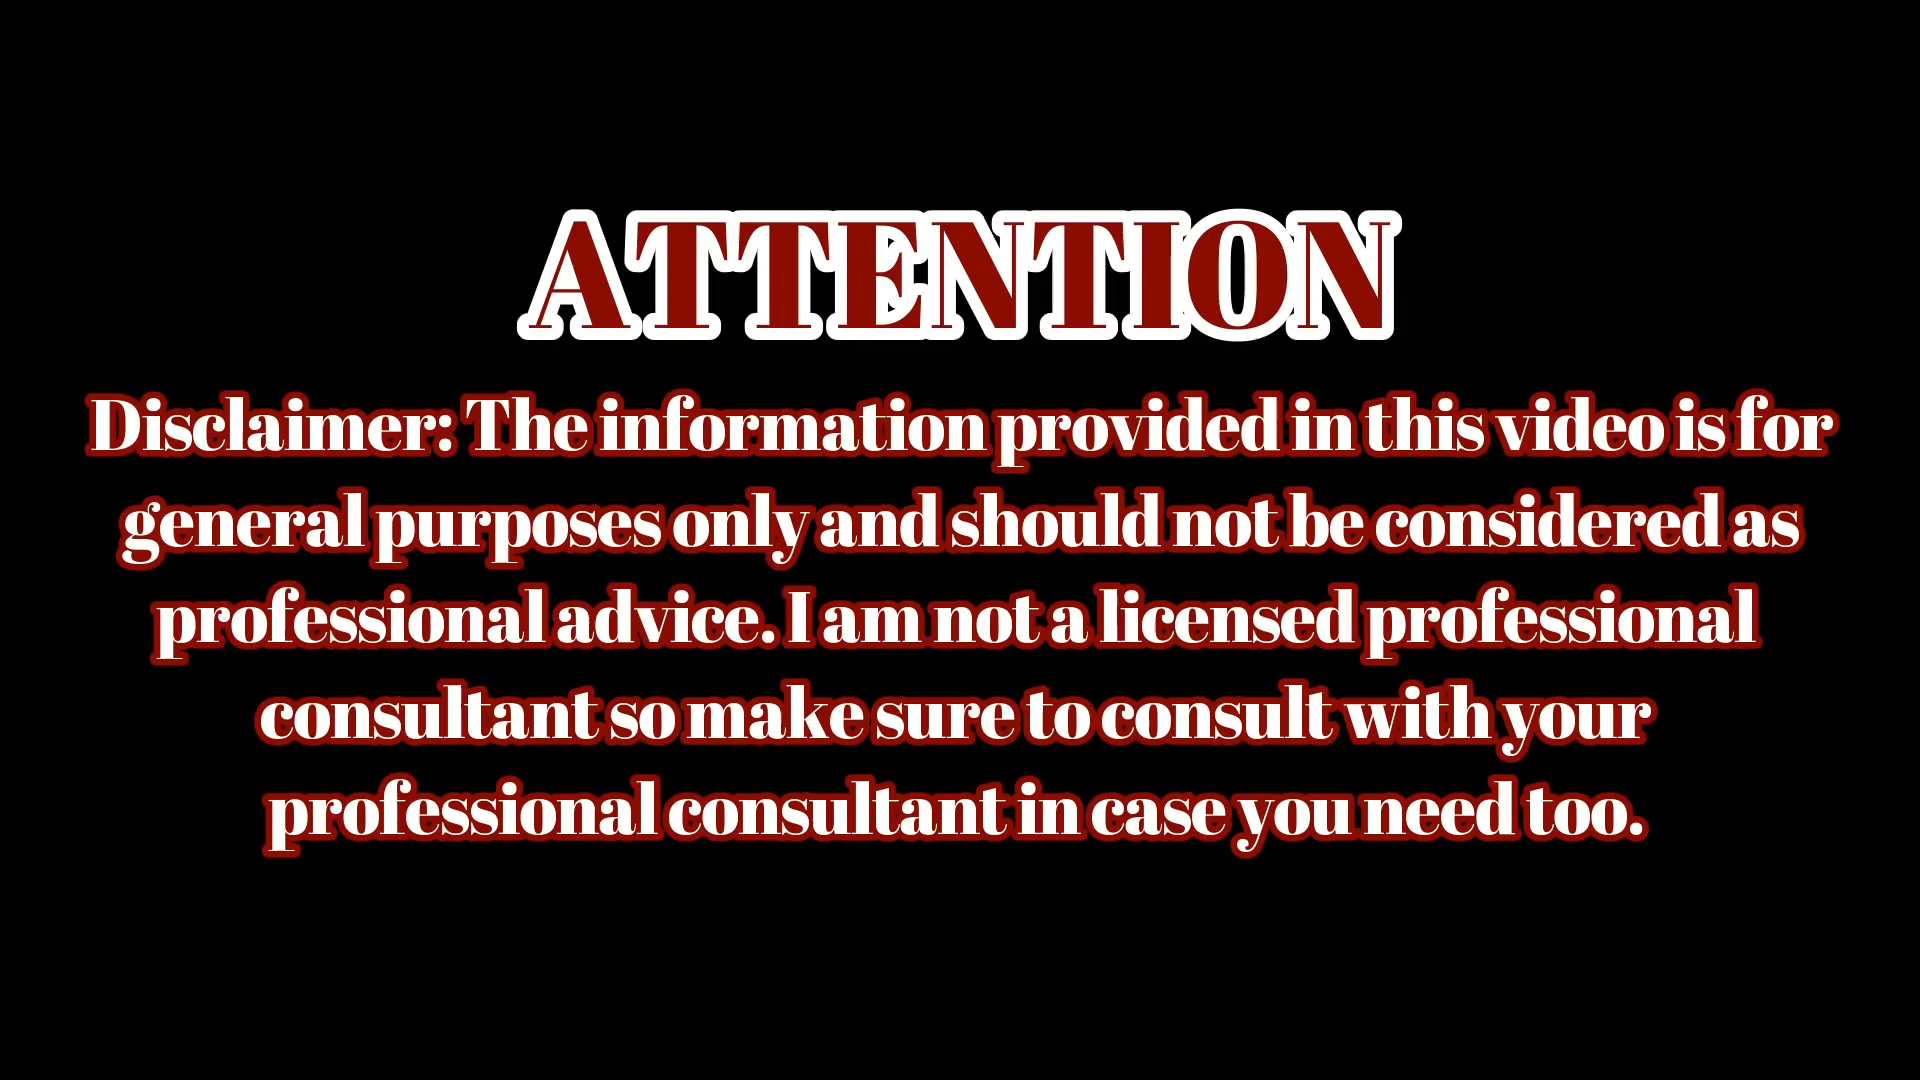 ATTENTION
Disclaimer: The information provided in this video is for
general purposes only and should not be considered as
professional advice. I am not a licensed professional
consultant so make sure to consult with your
professional consultant in case you need too.